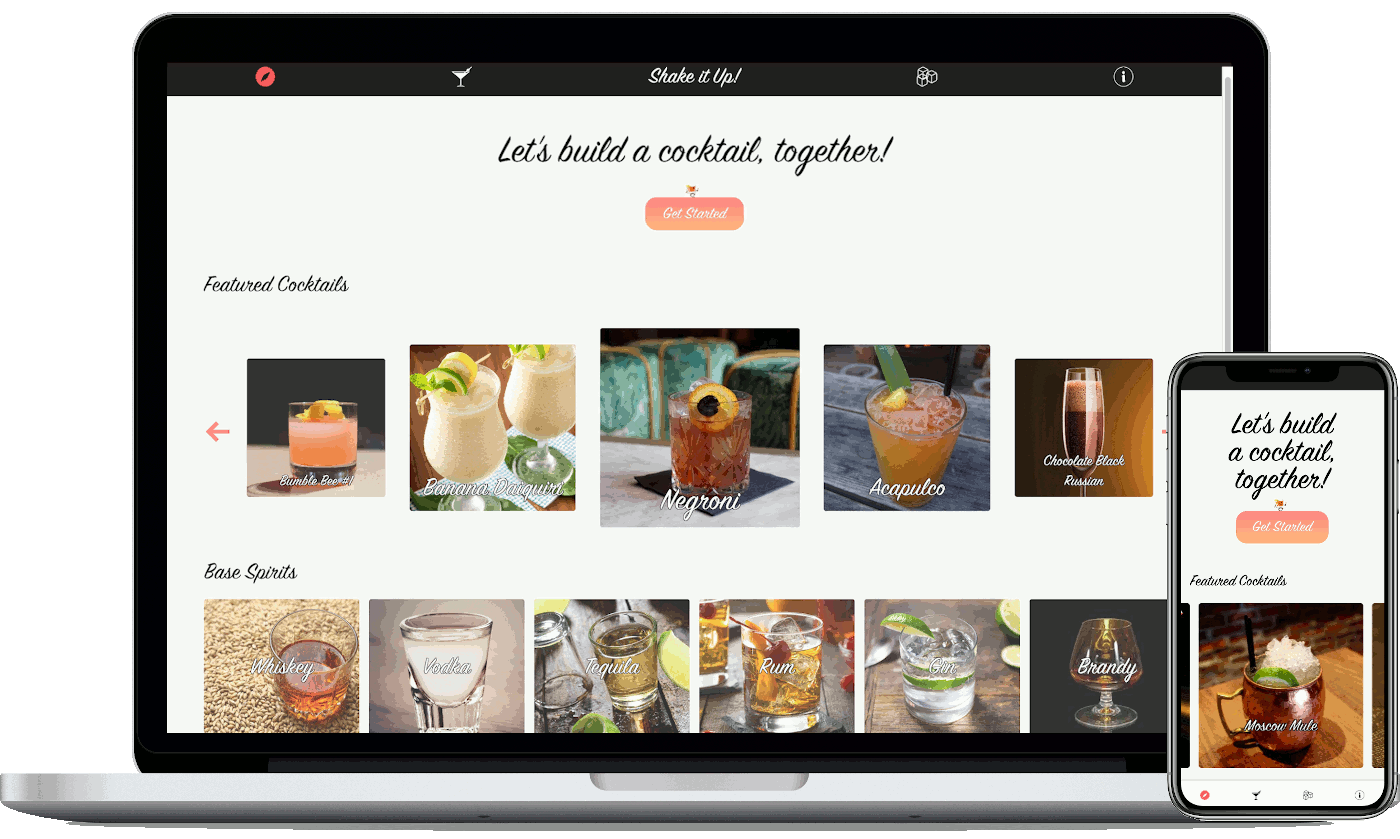 Shake it Up!
Let's build a cocktail, together!
Get Started
Featured Cocktails
Bumble Bee #1
Banana Daiquiri
Negroni
Acapulco
Chocolate Black
Russian
Base Spirits
Whiskey
Vodka
Tequila
Rum
Gin
Brandy
Let's build
a cocktail,
together!
Get Started
Featured Cocktails
Moscow Mule